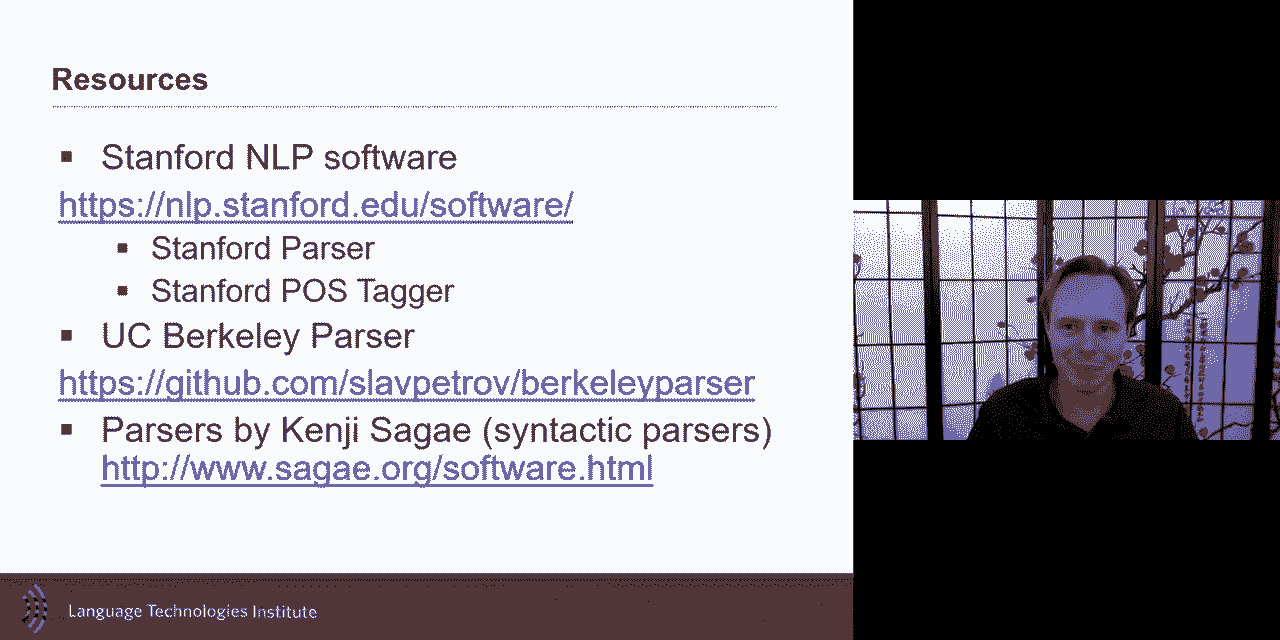 Resources
▪ Stanford NLP software
https://nlp.stanford.edu/software/
▪ Stanford Parser
▪ Stanford POS Tagger
▪ UC Berkeley Parser
https://github.com/slavpetrov/berkeleyparser
▪ Parsers by Kenji Sagae (syntactic parsers)
http://www.sagae.org/software.html
Language Technologies Institute